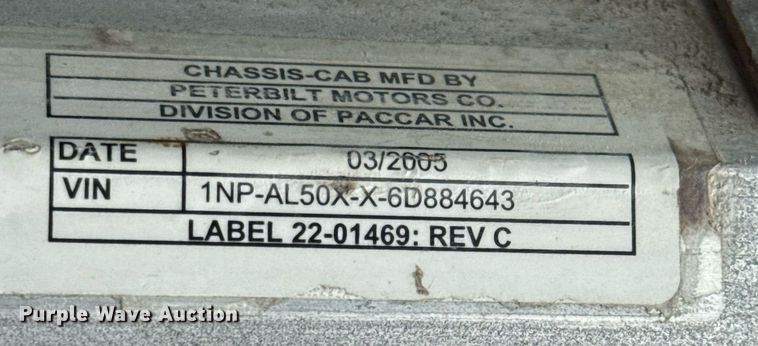 CHASSIS-CAB MFD BY
PETERBILT MOTORS CO.
DIVISION OF PACCAR INC.
DATE 03/2005
VIN 1NP-AL50X-X-6D884643
LABEL 22-01469: REV C
Purple Wave Auction